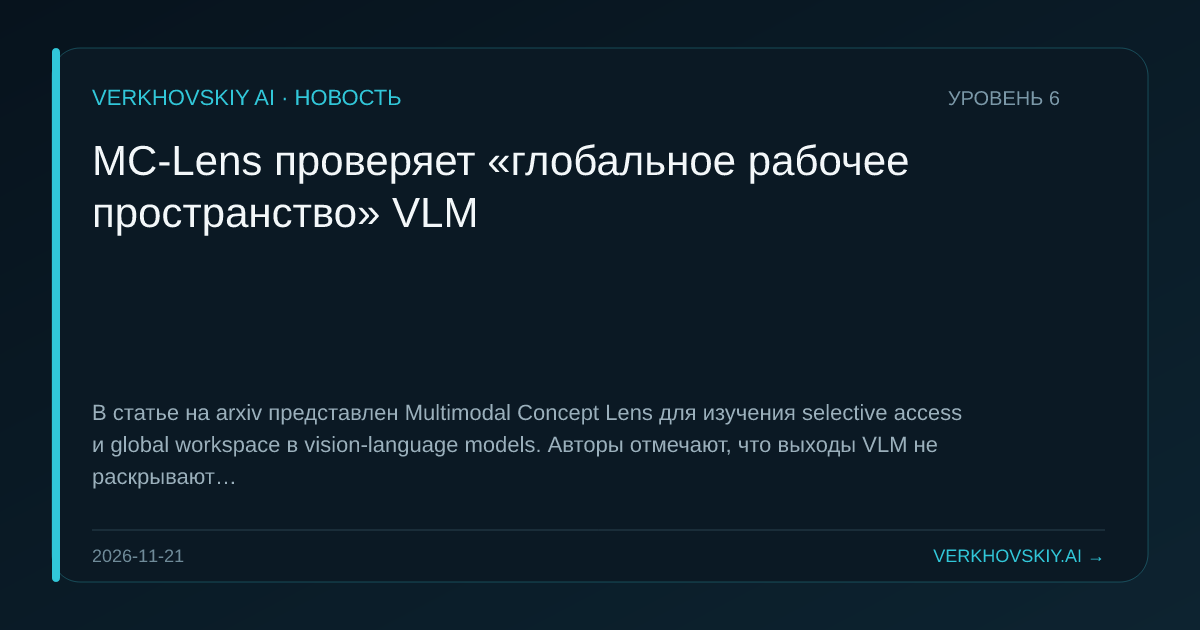 VERKHOVSKIY AI · НОВОСТЬ
УРОВЕНЬ 6
MC-Lens проверяет «глобальное рабочее
пространство» VLM
В статье на arxiv представлен Multimodal Concept Lens для изучения selective access
и global workspace в vision-language models. Авторы отмечают, что выходы VLM не
раскрывают…
2026-11-21
VERKHOVSKIY.AI →